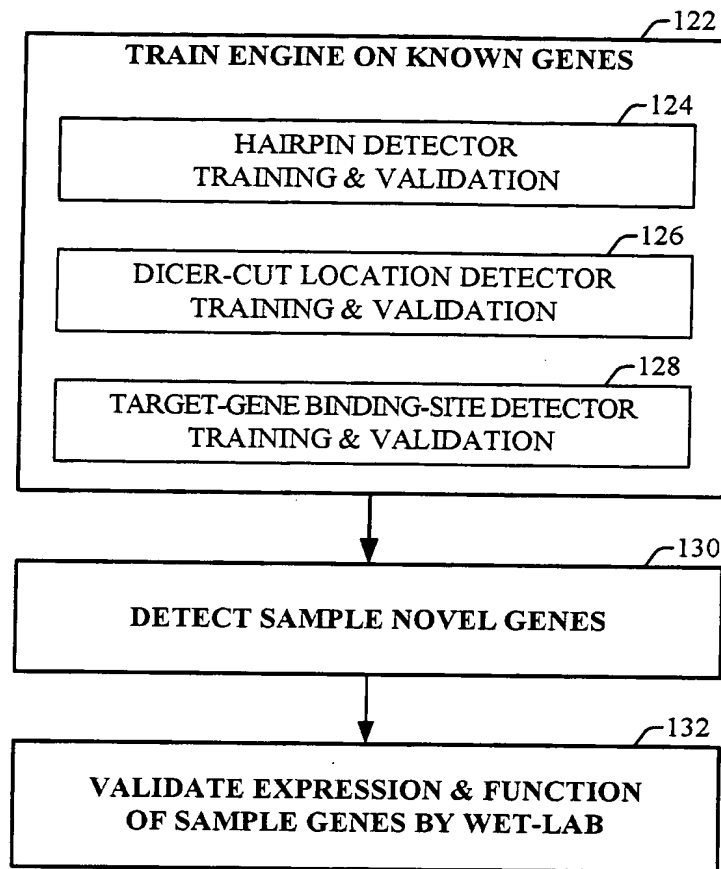 122
TRAIN ENGINE ON KNOWN GENES
124
HAIRPIN DETECTOR
TRAINING & VALIDATION
126
DICER-CUT LOCATION DETECTOR
TRAINING & VALIDATION
128
TARGET-GENE BINDING-SITE DETECTOR
TRAINING & VALIDATION
130
DETECT SAMPLE NOVEL GENES
132
VALIDATE EXPRESSION & FUNCTION
OF SAMPLE GENES BY WET-LAB